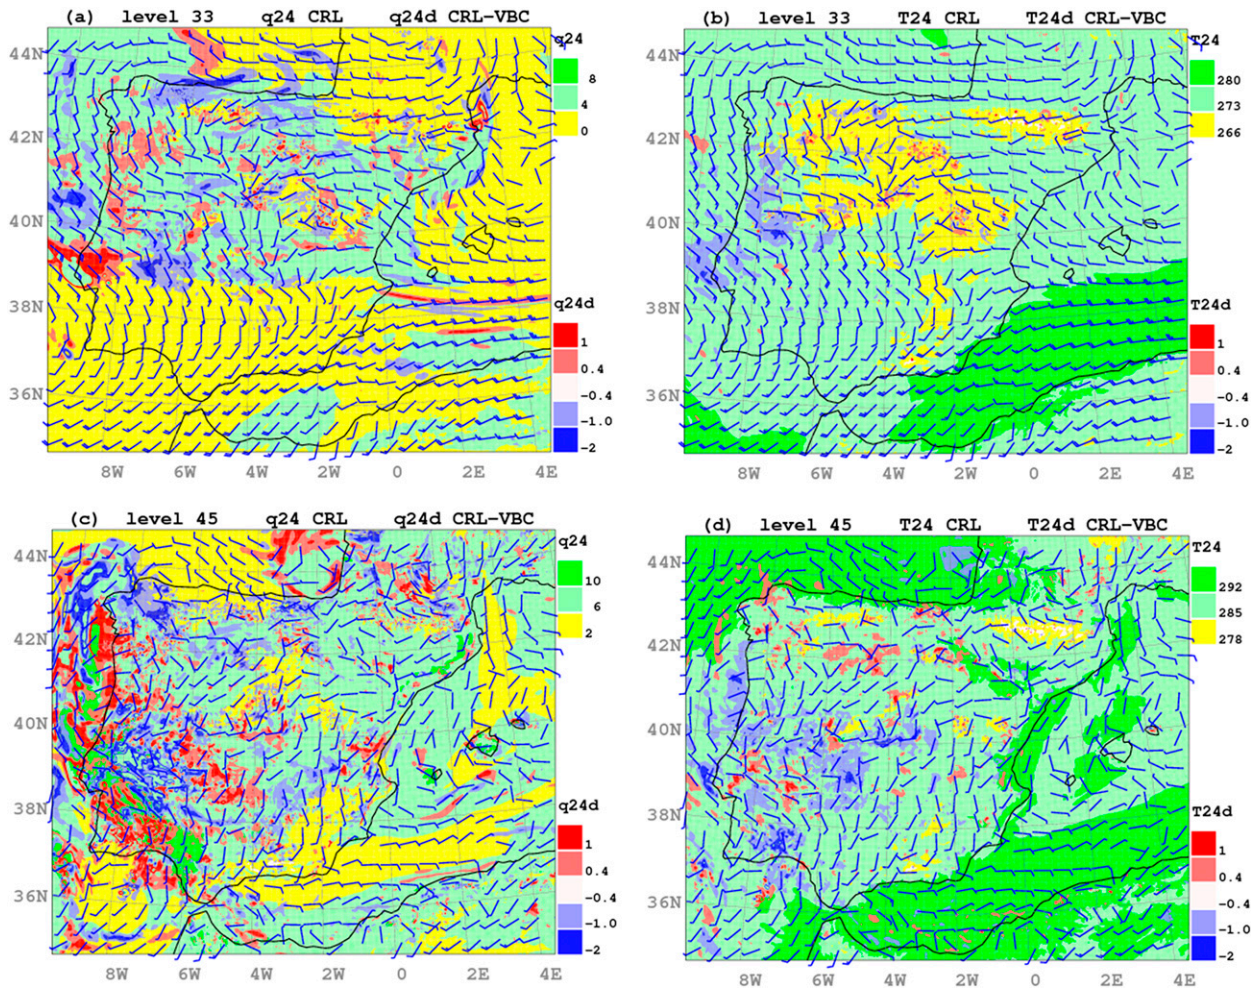 (a) level 33 q24 CRL q24d CRL-VBC
44N
42N
40N
38N
36N
8W 6W 4W 2W 0 2E 4E
q24
8
4
0
q24d
1
0.4
-0.4
-1.0
-2
(b) level 33 T24 CRL T24d CRL-VBC
44N
42N
40N
38N
36N
8W 6W 4W 2W 0 2E 4E
T24
280
273
266
T24d
1
0.4
-0.4
-1.0
-2
(c) level 45 q24 CRL q24d CRL-VBC
44N
42N
40N
38N
36N
8W 6W 4W 2W 0 2E 4E
q24
10
6
2
q24d
1
0.4
-0.4
-1.0
-2
(d) level 45 T24 CRL T24d CRL-VBC
44N
42N
40N
38N
36N
8W 6W 4W 2W 0 2E 4E
T24
292
285
278
T24d
1
0.4
-0.4
-1.0
-2